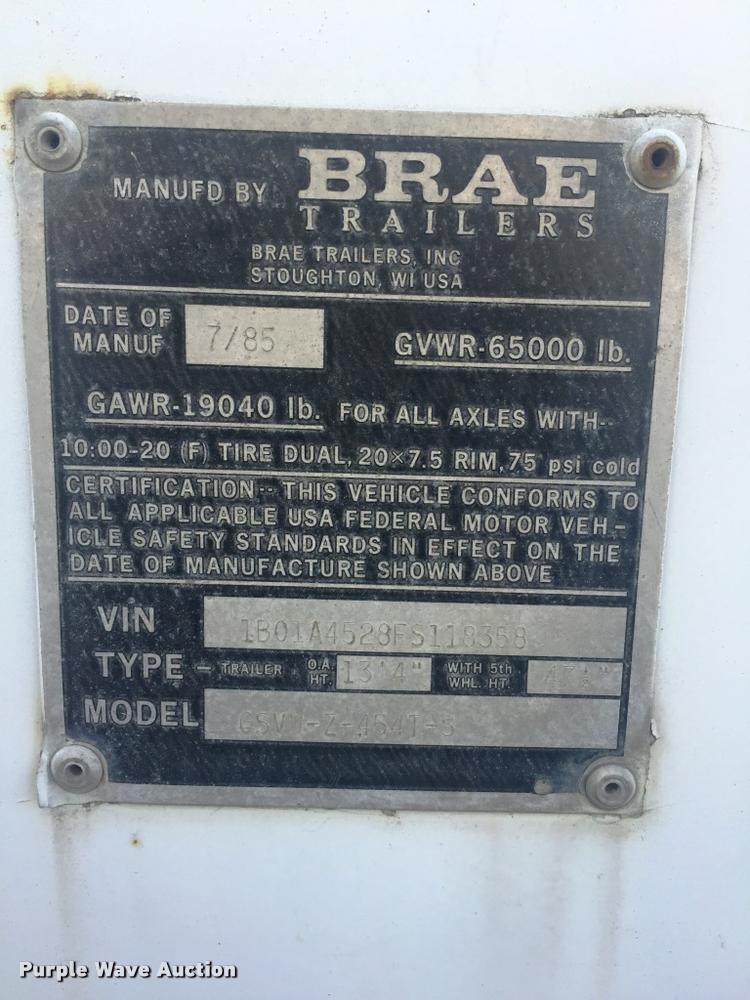 MANUFD BY BRAE
TRAILERS
BRAE TRAILERS, INC
STOUGHTON, WI USA
DATE OF MANUF 7/85
GVWR-65000 lb.
GAWR-19040 lb. FOR ALL AXLES WITH--
10:00-20 (F) TIRE DUAL, 20×7.5 RIM, 75 psi cold
CERTIFICATION-- THIS VEHICLE CONFORMS TO
ALL APPLICABLE USA FEDERAL MOTOR VEH-
ICLE SAFETY STANDARDS IN EFFECT ON THE
DATE OF MANUFACTURE SHOWN ABOVE
VIN 1B01A4528FS118358
TYPE - TRAILER O.A. HT. 13'4" WITH 5th WHL. HT.
MODEL
Purple Wave Auction